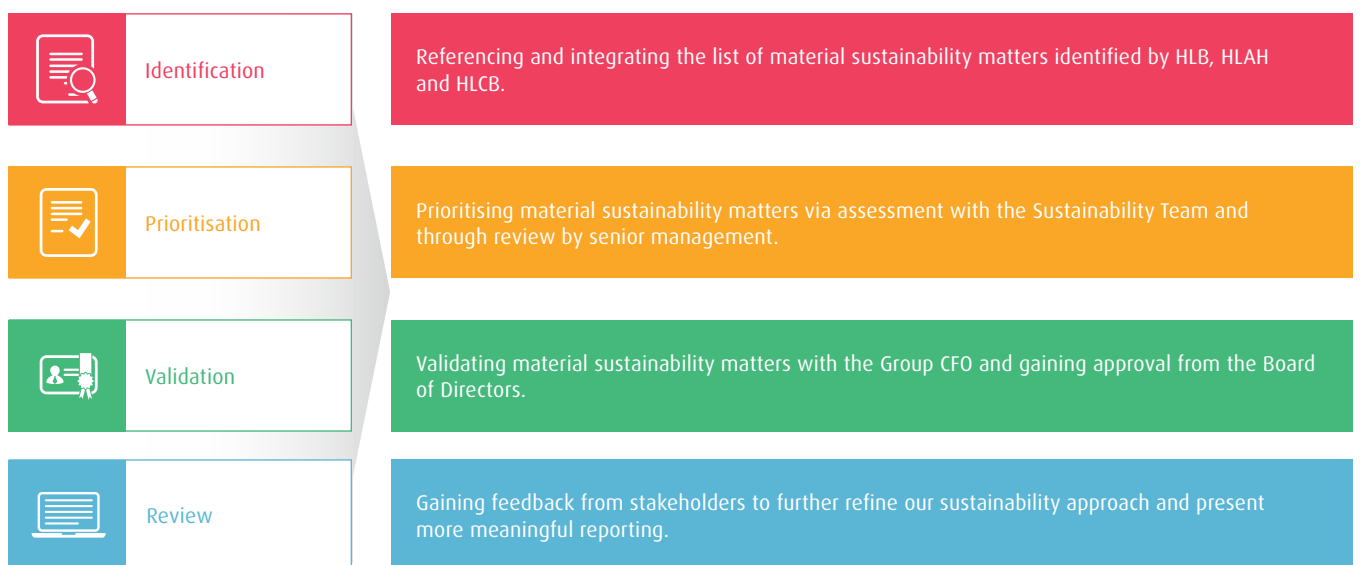 Identification
Referencing and integrating the list of material sustainability matters identified by HLB, HLAH
and HLCB.
Prioritisation
Prioritising material sustainability matters via assessment with the Sustainability Team and
through review by senior management.
Validation
Validating material sustainability matters with the Group CFO and gaining approval from the Board
of Directors.
Review
Gaining feedback from stakeholders to further refine our sustainability approach and present
more meaningful reporting.